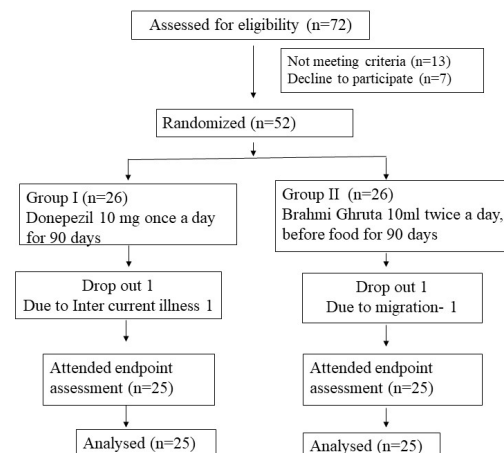 Assessed for eligibility (n=72)
Not meeting criteria (n=13)
Decline to participate (n=7)
Randomized (n=52)
Group I (n=26)
Donepezil 10 mg once a day
for 90 days
Group II (n=26)
Brahmi Ghruta 10ml twice a day,
before food for 90 days
Drop out 1
Due to Inter current illness 1
Drop out 1
Due to migration- 1
Attended endpoint
assessment (n=25)
Attended endpoint
assessment (n=25)
Analysed (n=25)
Analysed (n=25)